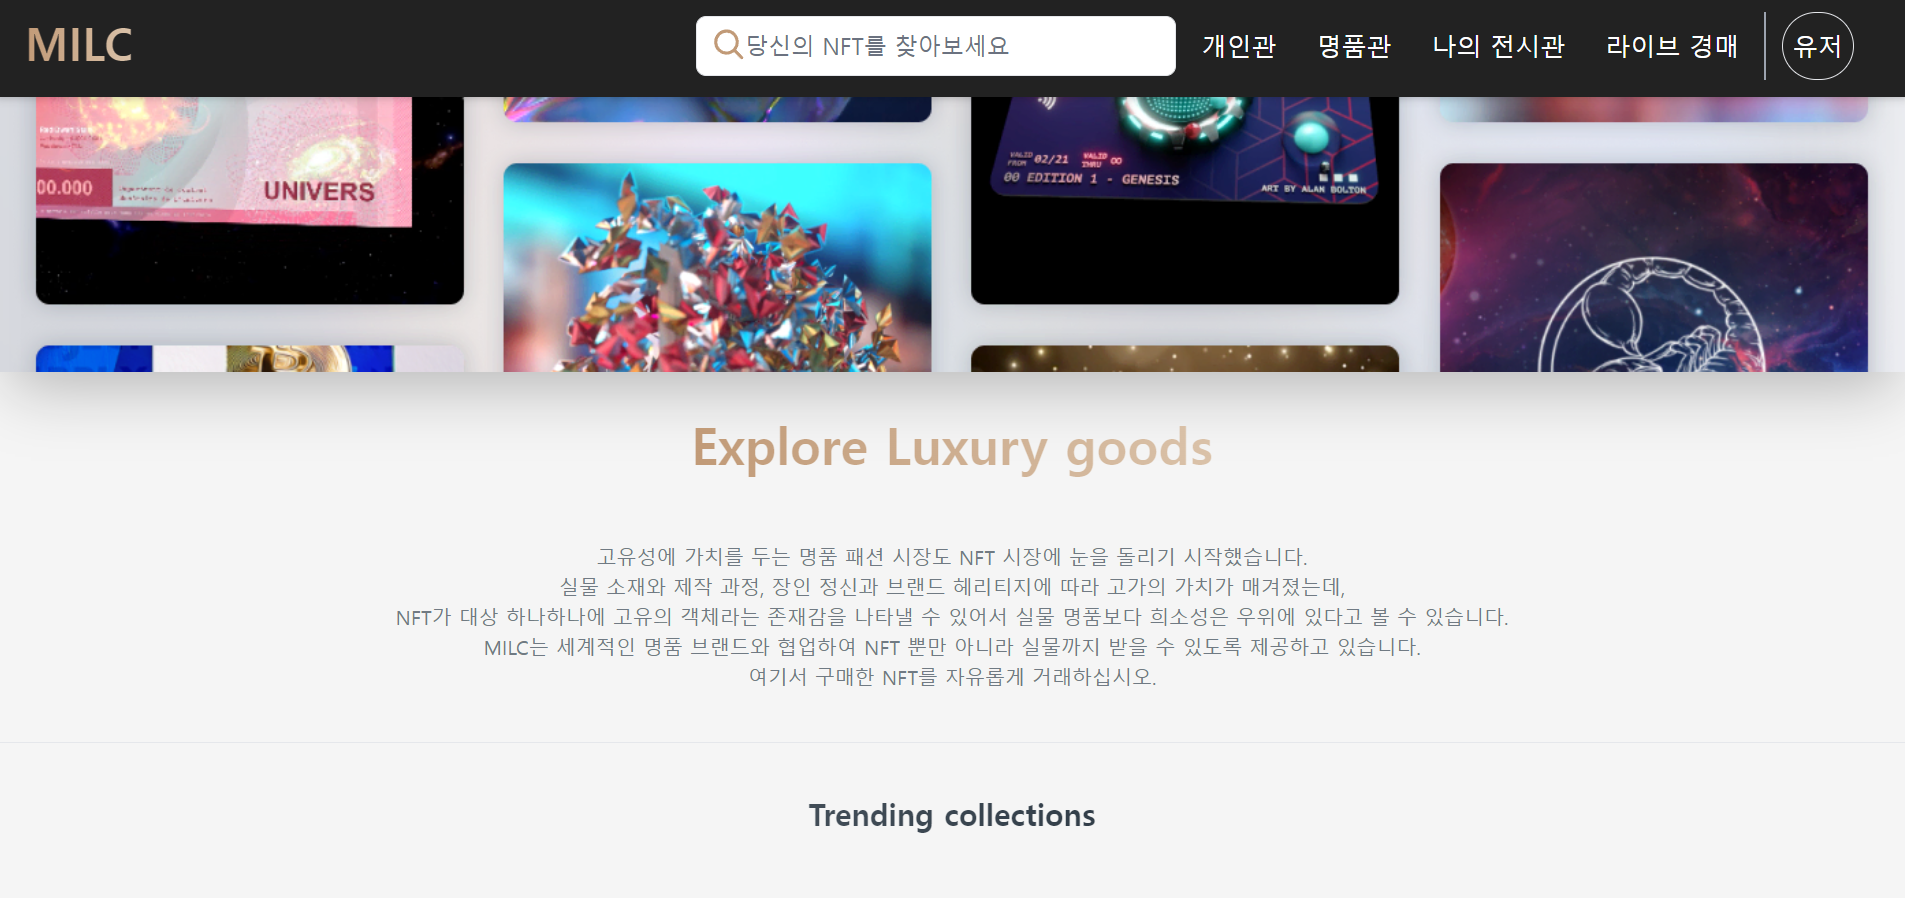 MILC
당신의 NFT를 찾아보세요
개인관
명품관
나의 전시관
라이브 경매
유저
00.000
UNIVERS
VALID FROM 02/21 VALID THRU ∞
00 EDITION 1 - GENESIS
ART BY ALAN BOLTON
Explore Luxury goods
고유성에 가치를 두는 명품 패션 시장도 NFT 시장에 눈을 돌리기 시작했습니다.
실물 소재와 제작 과정, 장인 정신과 브랜드 헤리티지에 따라 고가의 가치가 매겨졌는데,
NFT가 대상 하나하나에 고유의 객체라는 존재감을 나타낼 수 있어서 실물 명품보다 희소성은 우위에 있다고 볼 수 있습니다.
MILC는 세계적인 명품 브랜드와 협업하여 NFT 뿐만 아니라 실물까지 받을 수 있도록 제공하고 있습니다.
여기서 구매한 NFT를 자유롭게 거래하십시오.
Trending collections